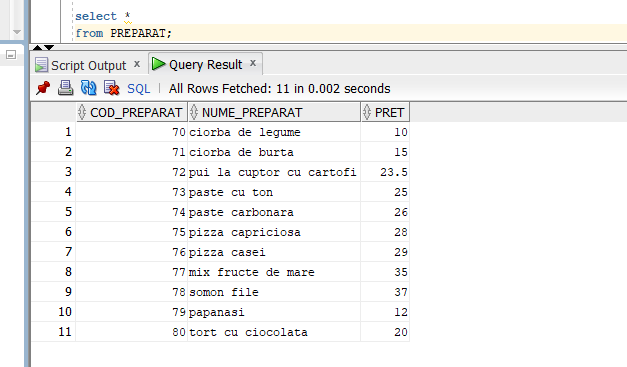 select *
from PREPARAT;
Script Output x Query Result x
SQL | All Rows Fetched: 11 in 0.002 seconds
COD_PREPARAT NUME_PREPARAT PRET
1 70 ciorba de legume 10
2 71 ciorba de burta 15
3 72 pui la cuptor cu cartofi 23.5
4 73 paste cu ton 25
5 74 paste carbonara 26
6 75 pizza capriciosa 28
7 76 pizza casei 29
8 77 mix fructe de mare 35
9 78 somon file 37
10 79 papanasi 12
11 80 tort cu ciocolata 20